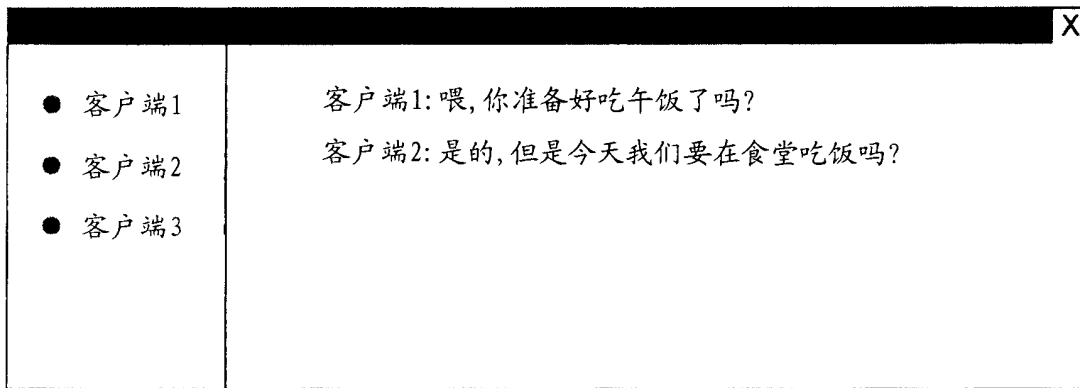 X
● 客户端1
● 客户端2
● 客户端3
客户端1: 喂,你准备好吃午饭了吗?
客户端2: 是的,但是今天我们要在食堂吃饭吗?